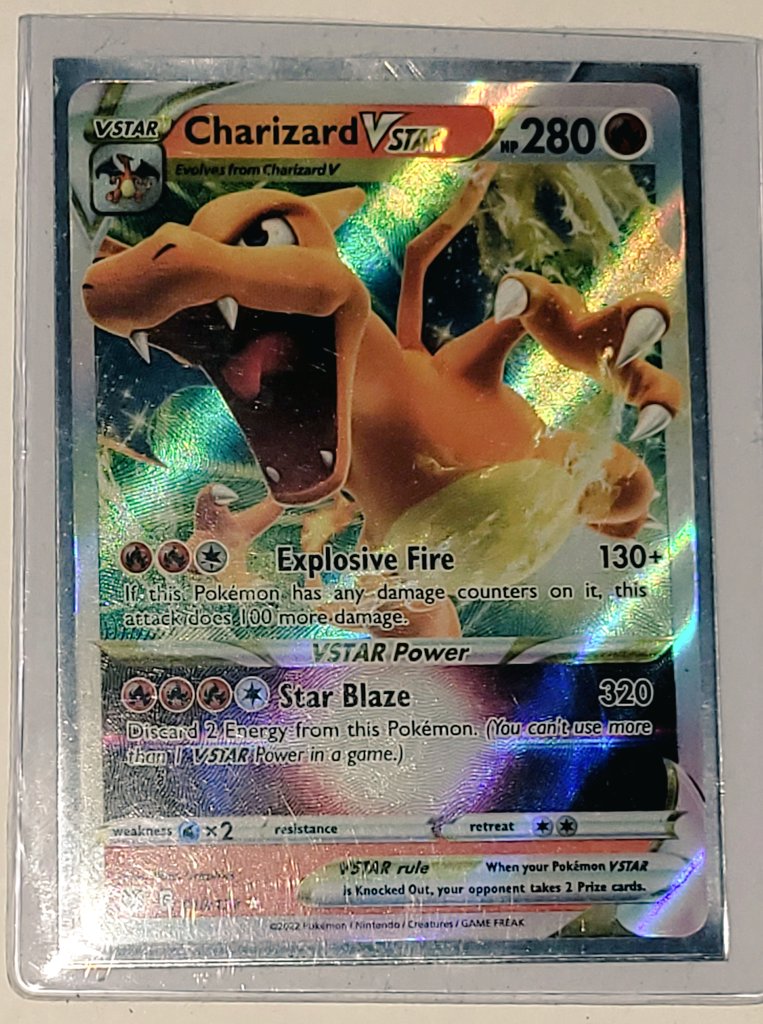 VSTAR Charizard VSTAR HP 280
Evolves from Charizard V
Explosive Fire 130+
If this Pokémon has any damage counters on it, this
attack does 100 more damage.
VSTAR Power
Star Blaze 320
Discard 2 Energy from this Pokémon. (You can't use more
than 1 VSTAR Power in a game.)
weakness ×2 resistance retreat
VSTAR rule When your Pokémon VSTAR
is Knocked Out, your opponent takes 2 Prize cards.
©2022 Pokémon / Nintendo / Creatures / GAME FREAK